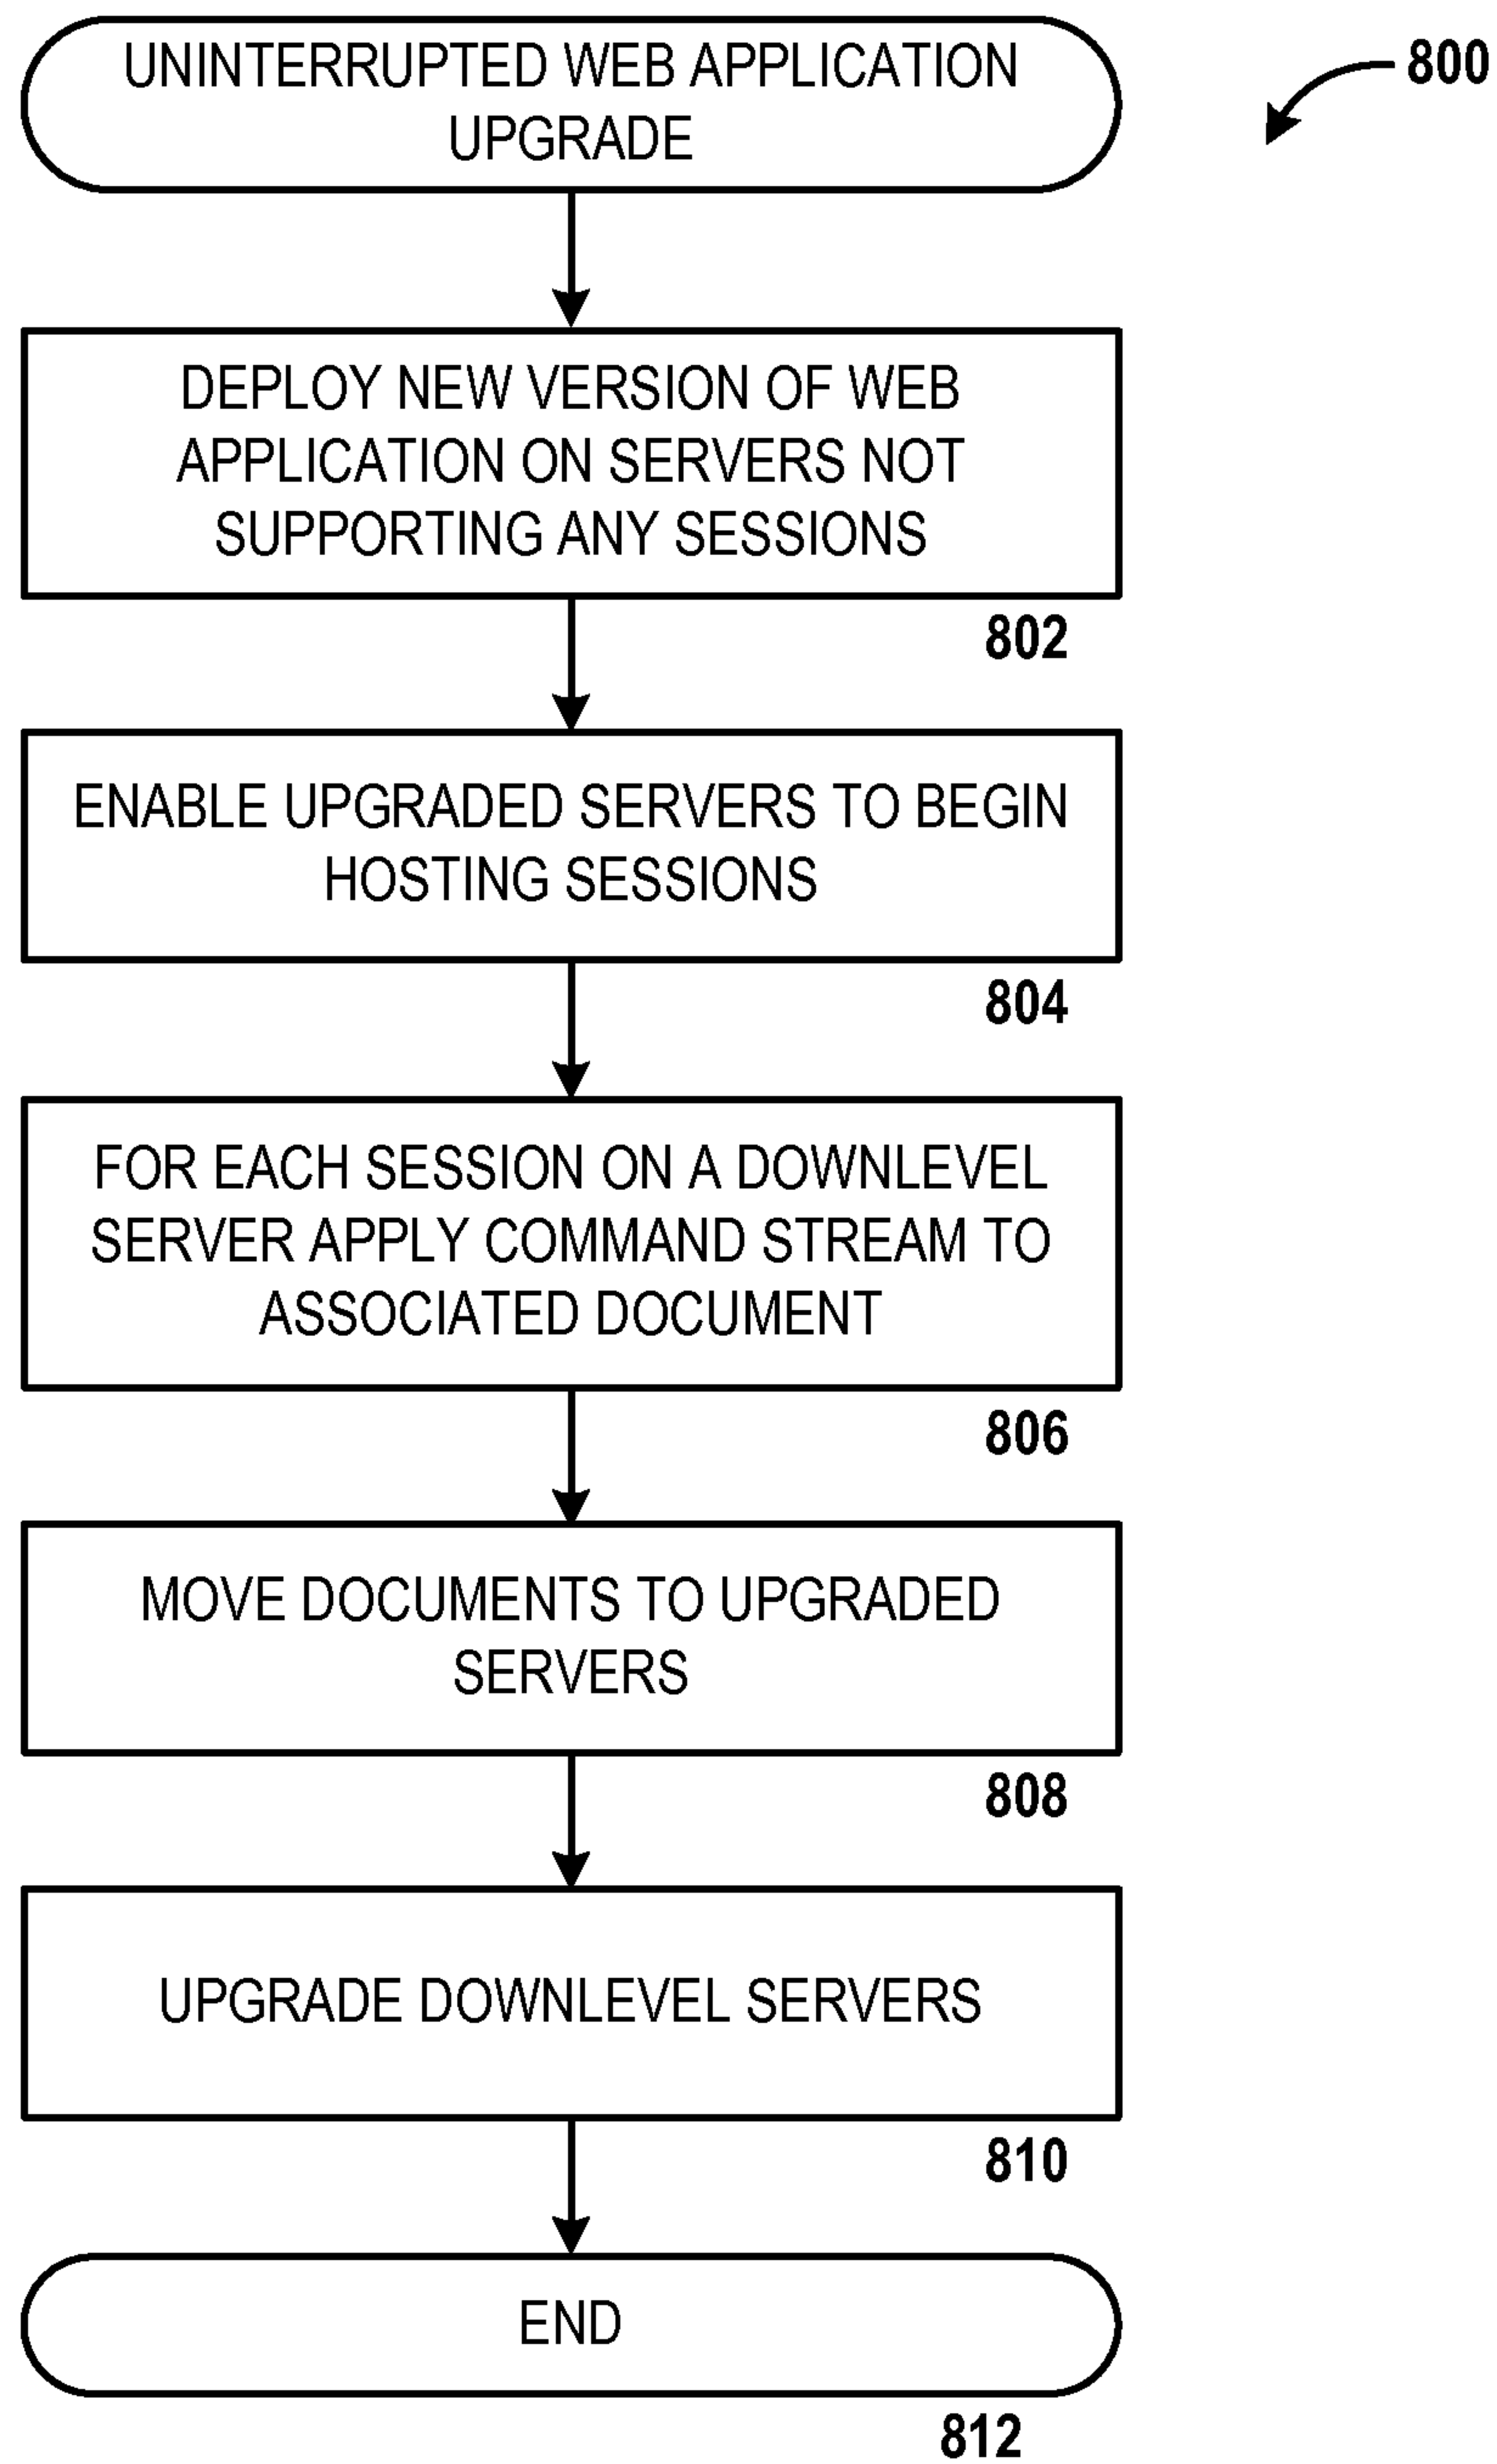 UNINTERRUPTED WEB APPLICATION
UPGRADE
800
DEPLOY NEW VERSION OF WEB
APPLICATION ON SERVERS NOT
SUPPORTING ANY SESSIONS
802
ENABLE UPGRADED SERVERS TO BEGIN
HOSTING SESSIONS
804
FOR EACH SESSION ON A DOWNLEVEL
SERVER APPLY COMMAND STREAM TO
ASSOCIATED DOCUMENT
806
MOVE DOCUMENTS TO UPGRADED
SERVERS
808
UPGRADE DOWNLEVEL SERVERS
810
END
812